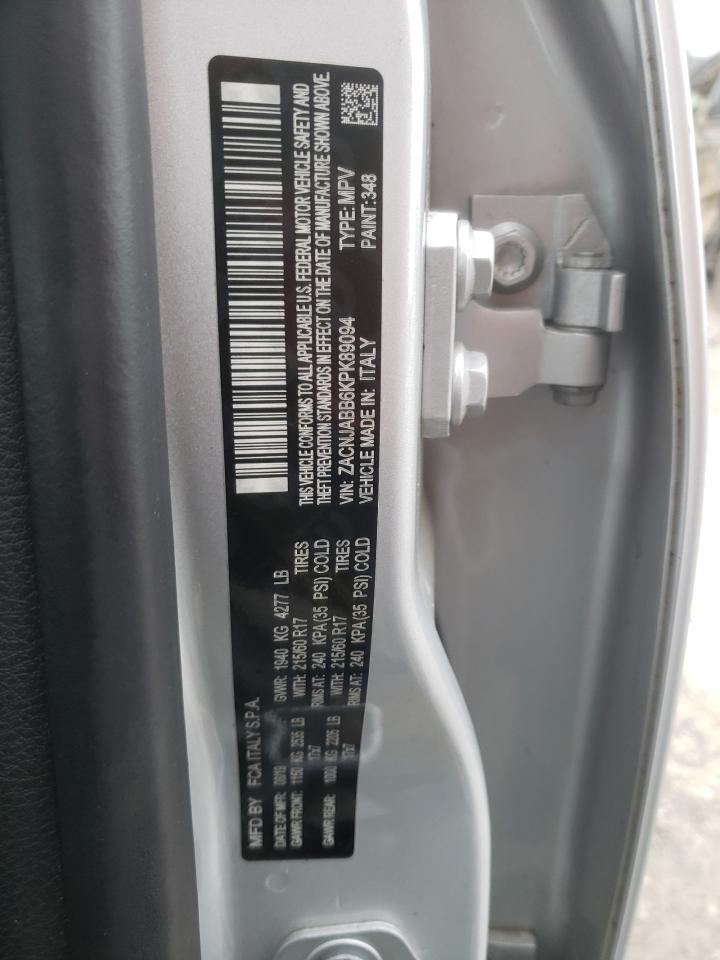 MFD BY FCA ITALY S.P.A.
DATE OF MFR: 08/19 GVWR: 1940 KG 4277 LB
GAWR FRONT: 1150 KG 2535 LB WITH: 215/60 R17 TIRES
17x7 RIMS AT: 240 KPA(35 PSI) COLD
GAWR REAR: 1000 KG 2205 LB WITH: 215/60 R17 TIRES
17x7 RIMS AT: 240 KPA(35 PSI) COLD
THIS VEHICLE CONFORMS TO ALL APPLICABLE U.S. FEDERAL MOTOR VEHICLE SAFETY AND
THEFT PREVENTION STANDARDS IN EFFECT ON THE DATE OF MANUFACTURE SHOWN ABOVE.
VIN: ZACNJABB6KPK89094 TYPE: MPV
VEHICLE MADE IN: ITALY PAINT: 348